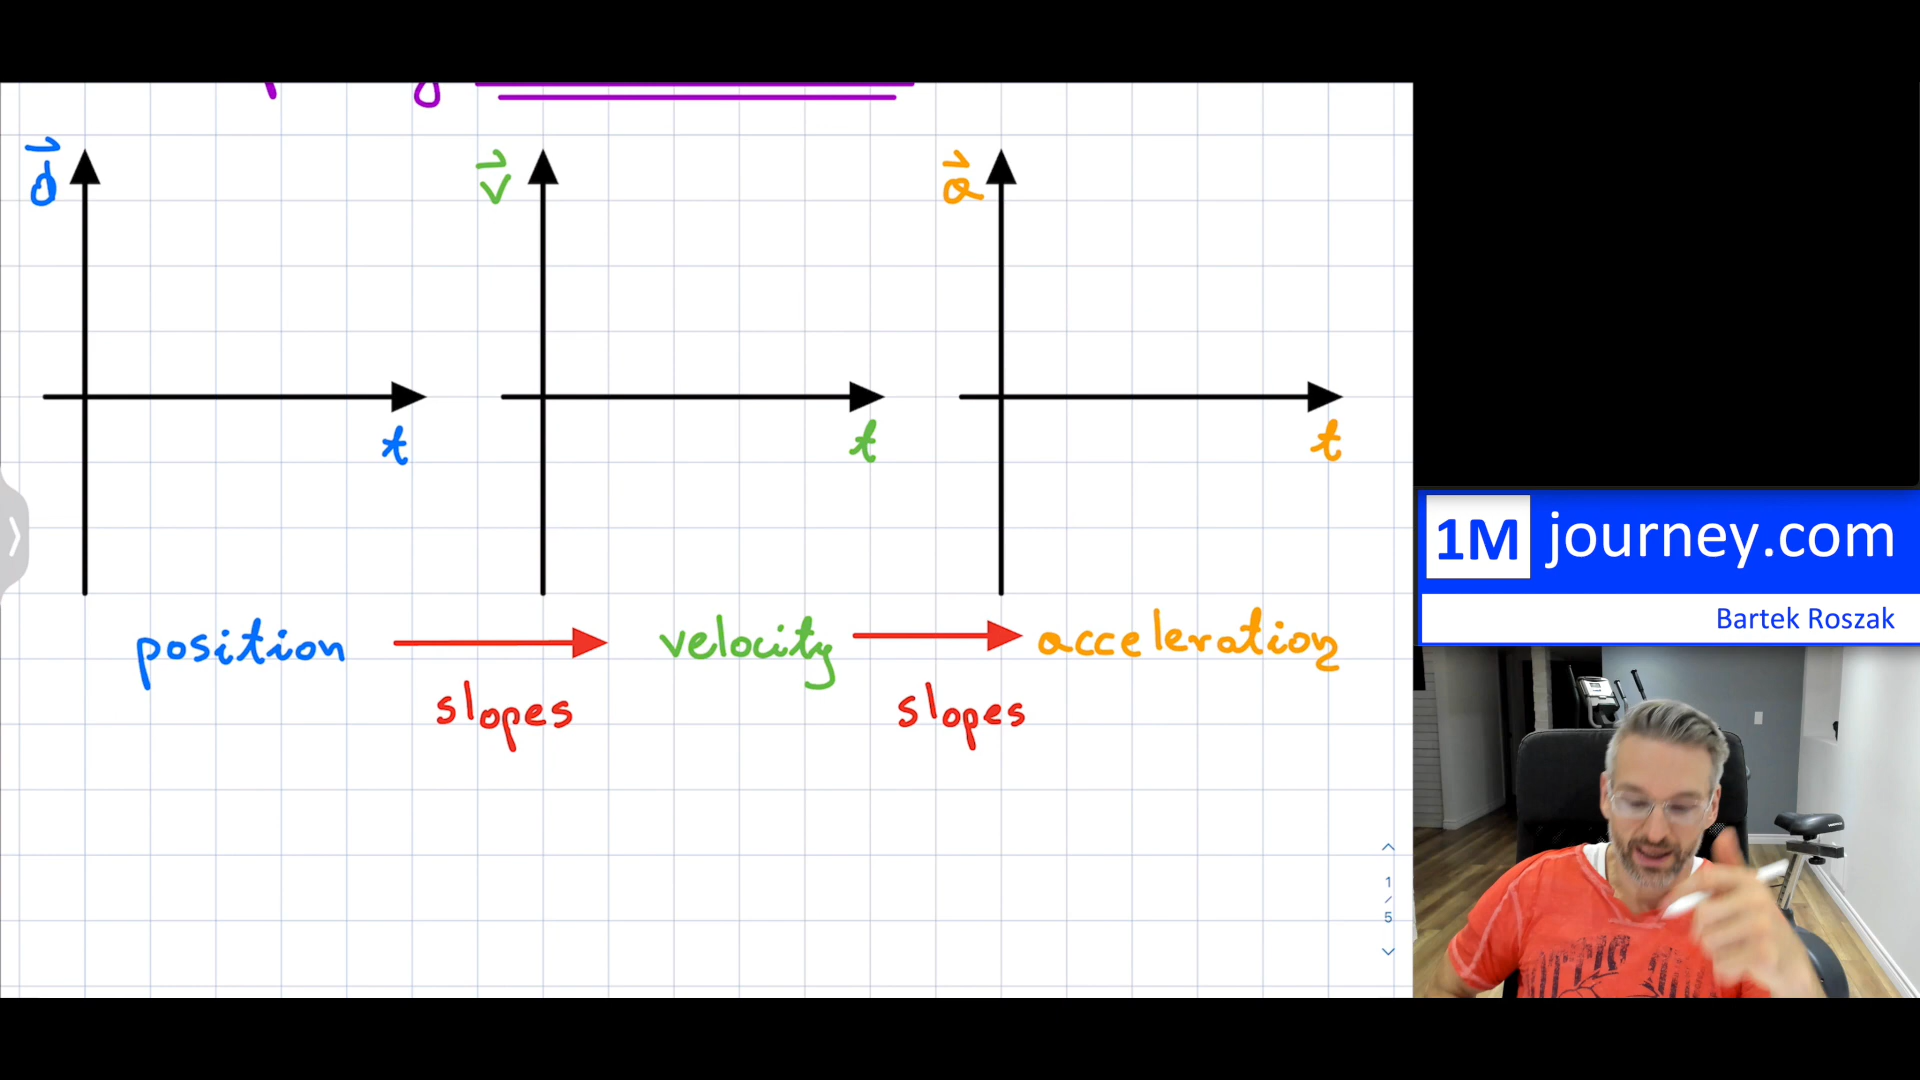 d
v
a
t
t
t
position
velocity
acceleration
slopes
slopes
1M journey.com
Bartek Roszak
1
/
5